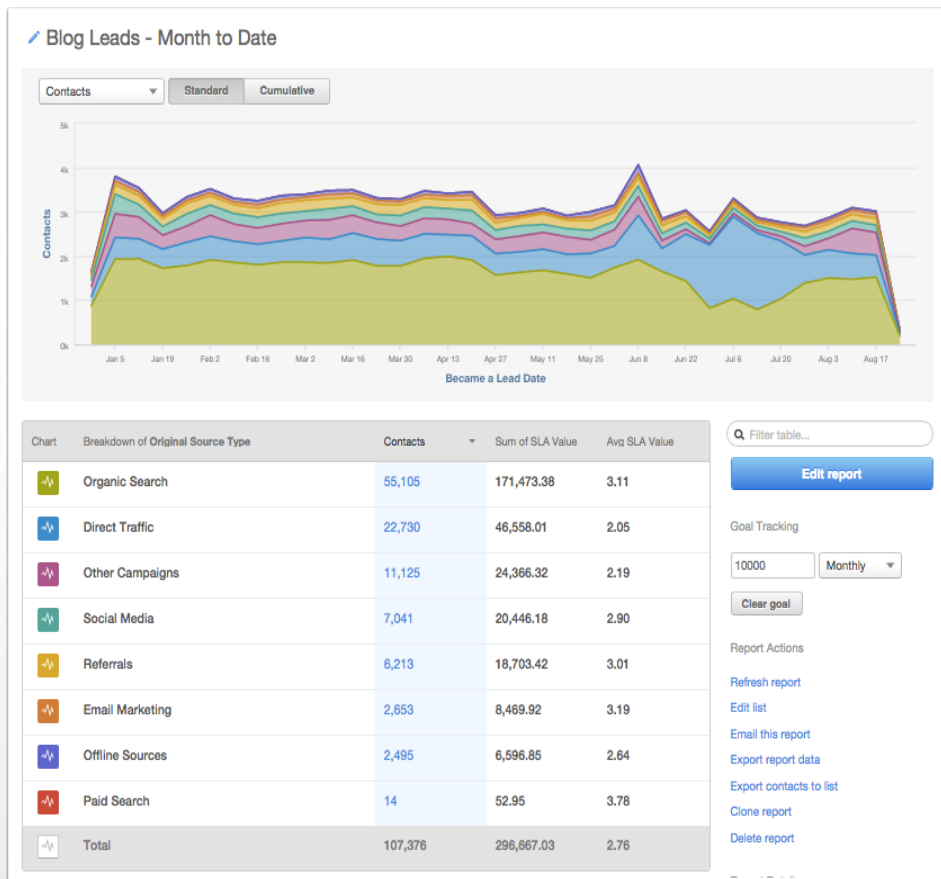 Blog Leads - Month to Date
Contacts Standard Cumulative
5k
4k
3k
2k
1k
0k
Contacts
Jan 5 Jan 19 Feb 2 Feb 16 Mar 2 Mar 16 Mar 30 Apr 13 Apr 27 May 11 May 25 Jun 8 Jun 22 Jul 6 Jul 20 Aug 3 Aug 17
Became a Lead Date
Chart Breakdown of Original Source Type Contacts Sum of SLA Value Avg SLA Value
Organic Search 55,105 171,473.38 3.11
Direct Traffic 22,730 46,558.01 2.05
Other Campaigns 11,125 24,366.32 2.19
Social Media 7,041 20,446.18 2.90
Referrals 6,213 18,703.42 3.01
Email Marketing 2,653 8,469.92 3.19
Offline Sources 2,495 6,596.85 2.64
Paid Search 14 52.95 3.78
Total 107,376 296,667.03 2.76
Filter table...
Edit report
Goal Tracking
10000 Monthly
Clear goal
Report Actions
Refresh report
Edit list
Email this report
Export report data
Export contacts to list
Clone report
Delete report